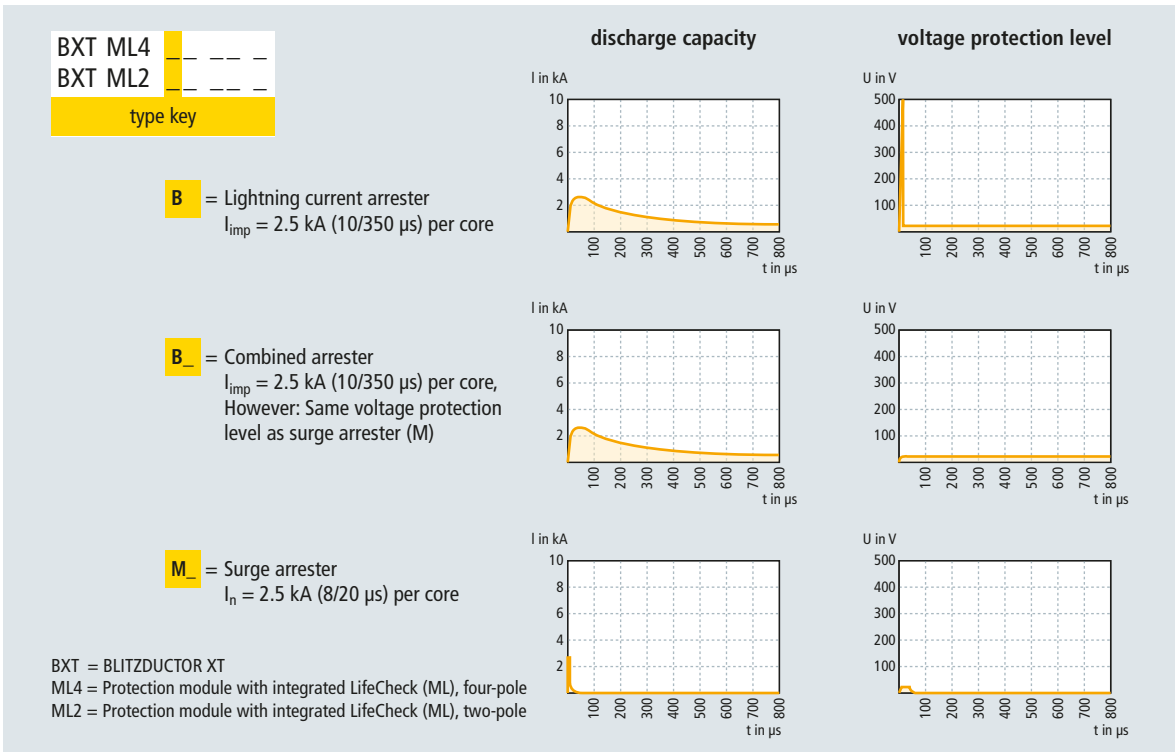 BXT ML4 _ _ _ _ _
BXT ML2 _ _ _ _ _
type key
discharge capacity
voltage protection level
B = Lightning current arrester
Iimp = 2.5 kA (10/350 µs) per core
I in kA
10
8
6
4
2
100 200 300 400 500 600 700 800
t in µs
U in V
500
400
300
200
100
100 200 300 400 500 600 700 800
t in µs
B_ = Combined arrester
Iimp = 2.5 kA (10/350 µs) per core,
However: Same voltage protection
level as surge arrester (M)
I in kA
10
8
6
4
2
100 200 300 400 500 600 700 800
t in µs
U in V
500
400
300
200
100
100 200 300 400 500 600 700 800
t in µs
M_ = Surge arrester
In = 2.5 kA (8/20 µs) per core
I in kA
10
8
6
4
2
100 200 300 400 500 600 700 800
t in µs
U in V
500
400
300
200
100
100 200 300 400 500 600 700 800
t in µs
BXT = BLITZDUCTOR XT
ML4 = Protection module with integrated LifeCheck (ML), four-pole
ML2 = Protection module with integrated LifeCheck (ML), two-pole